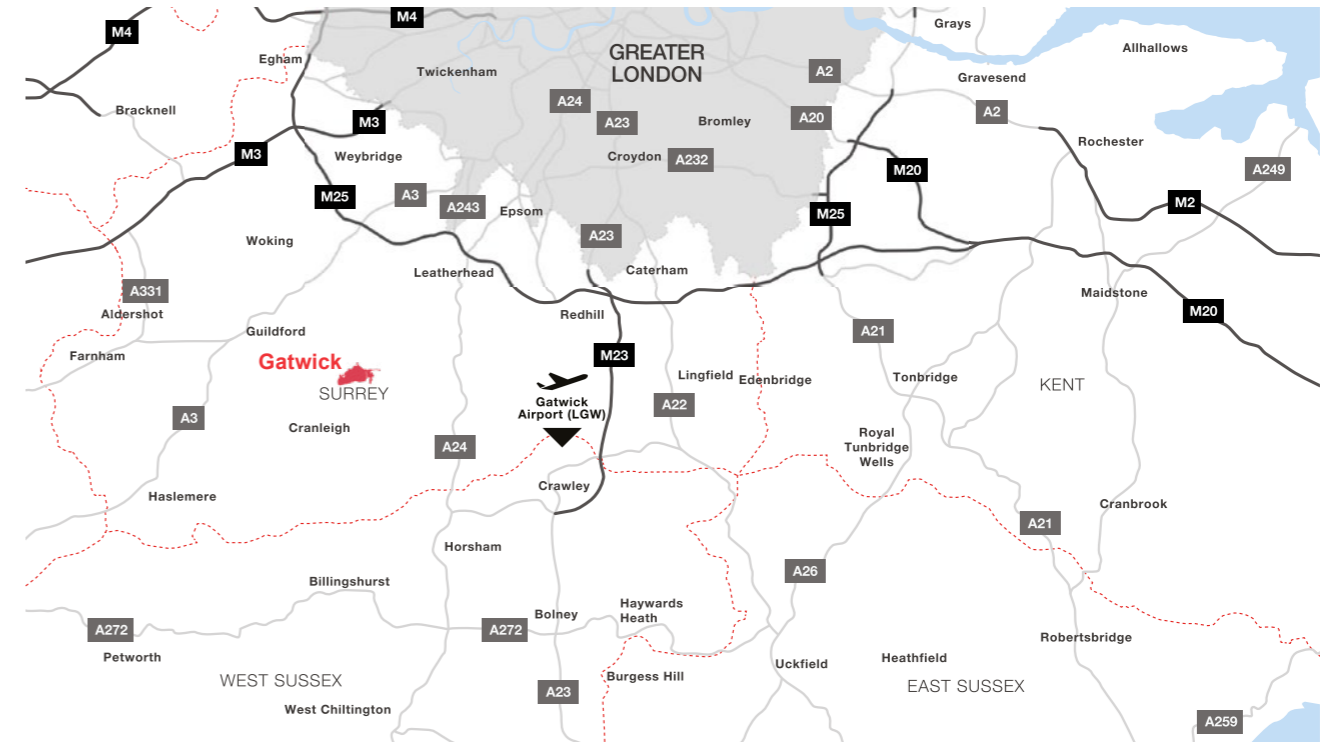 M4
M4
Grays
Allhallows
Egham
GREATER
LONDON
Twickenham
A2
Gravesend
A24
A2
Bracknell
A23
A20
M3
Bromley
Rochester
M3
Weybridge
Croydon
A232
M20
A249
M25
A3
A243
Epsom
M25
M2
Woking
A23
Leatherhead
Caterham
A331
Maidstone
Aldershot
Redhill
M20
Guildford
A21
Farnham
Gatwick
M23
Lingfield
Edenbridge
Tonbridge
KENT
SURREY
Gatwick
Airport (LGW)
A22
A3
Cranleigh
A24
Royal
Tunbridge
Wells
Crawley
Haslemere
Cranbrook
A21
Horsham
A26
Billingshurst
Haywards
Heath
Bolney
A272
A272
Robertsbridge
Petworth
Uckfield
Heathfield
Burgess Hill
WEST SUSSEX
EAST SUSSEX
A23
West Chiltington
A259